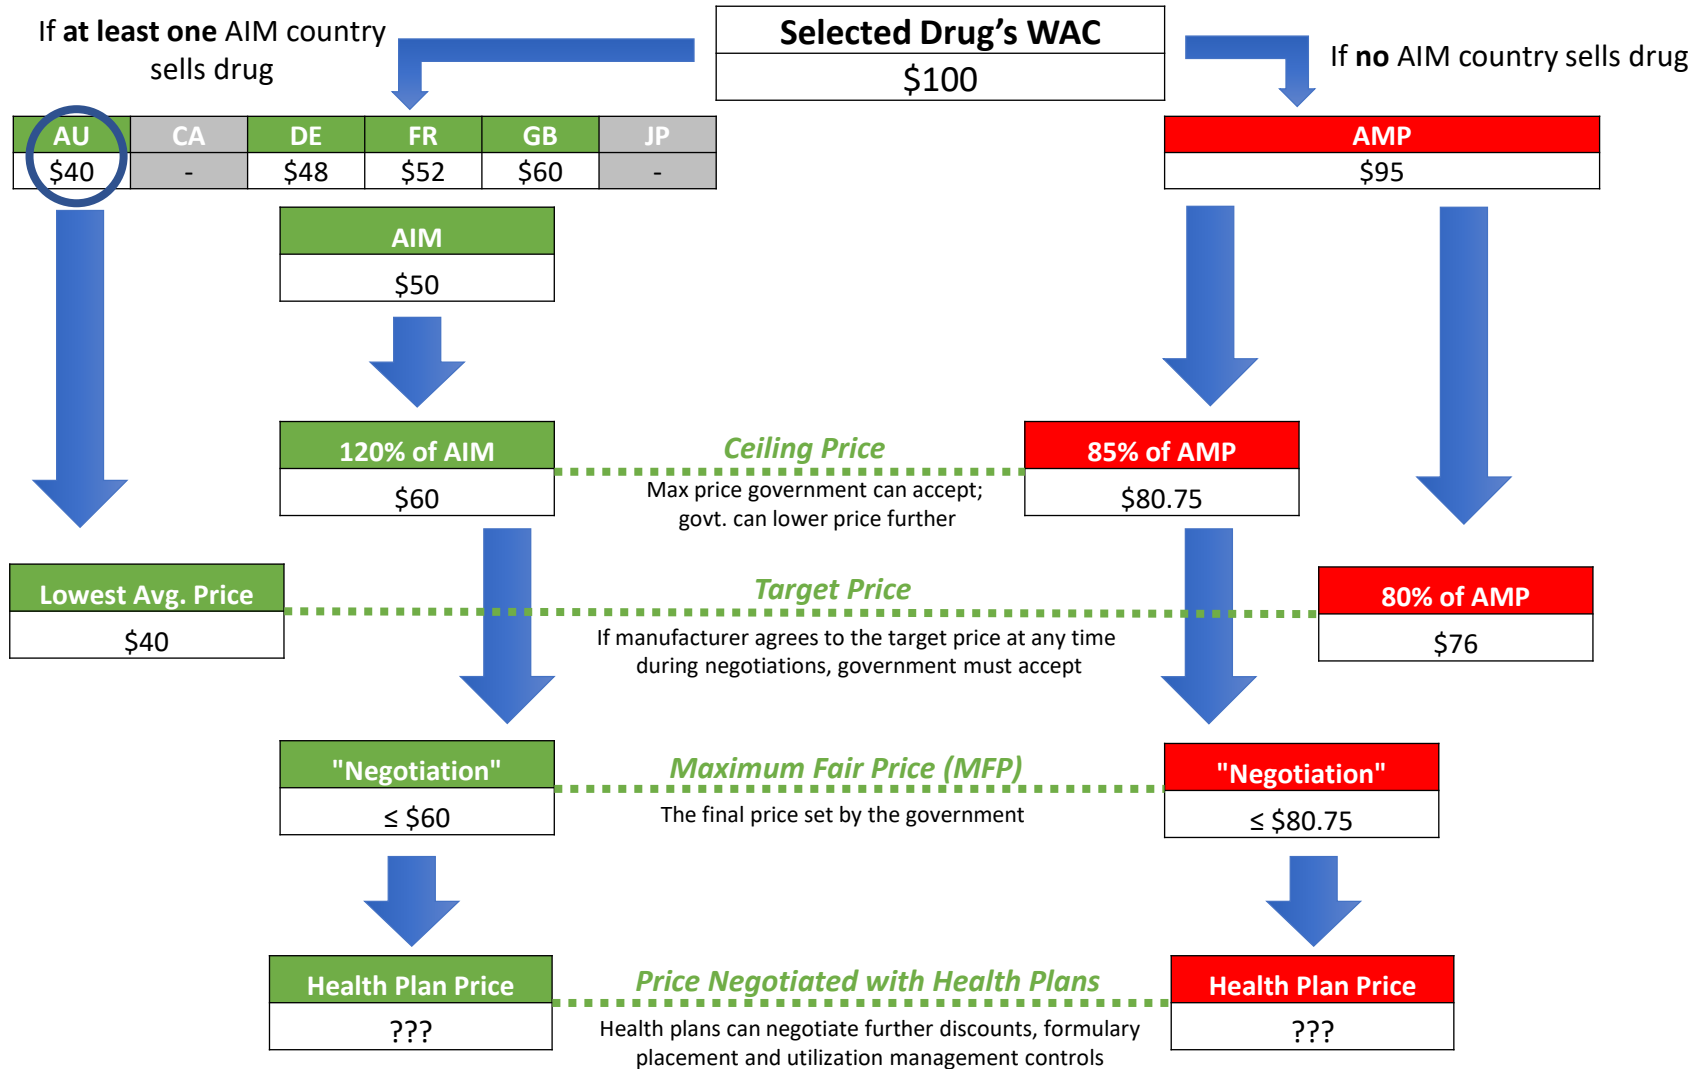 If at least one AIM country
sells drug
Selected Drug’s WAC
$100
If no AIM country sells drug
AU CA DE FR GB JP
$40 - $48 $52 $60 -
AMP
$95
AIM
$50
120% of AIM
$60
Ceiling Price
Max price government can accept;
govt. can lower price further
85% of AMP
$80.75
Lowest Avg. Price
$40
Target Price
If manufacturer agrees to the target price at any time
during negotiations, government must accept
80% of AMP
$76
"Negotiation"
≤ $60
Maximum Fair Price (MFP)
The final price set by the government
"Negotiation"
≤ $80.75
Health Plan Price
???
Price Negotiated with Health Plans
Health plans can negotiate further discounts, formulary
placement and utilization management controls
Health Plan Price
???